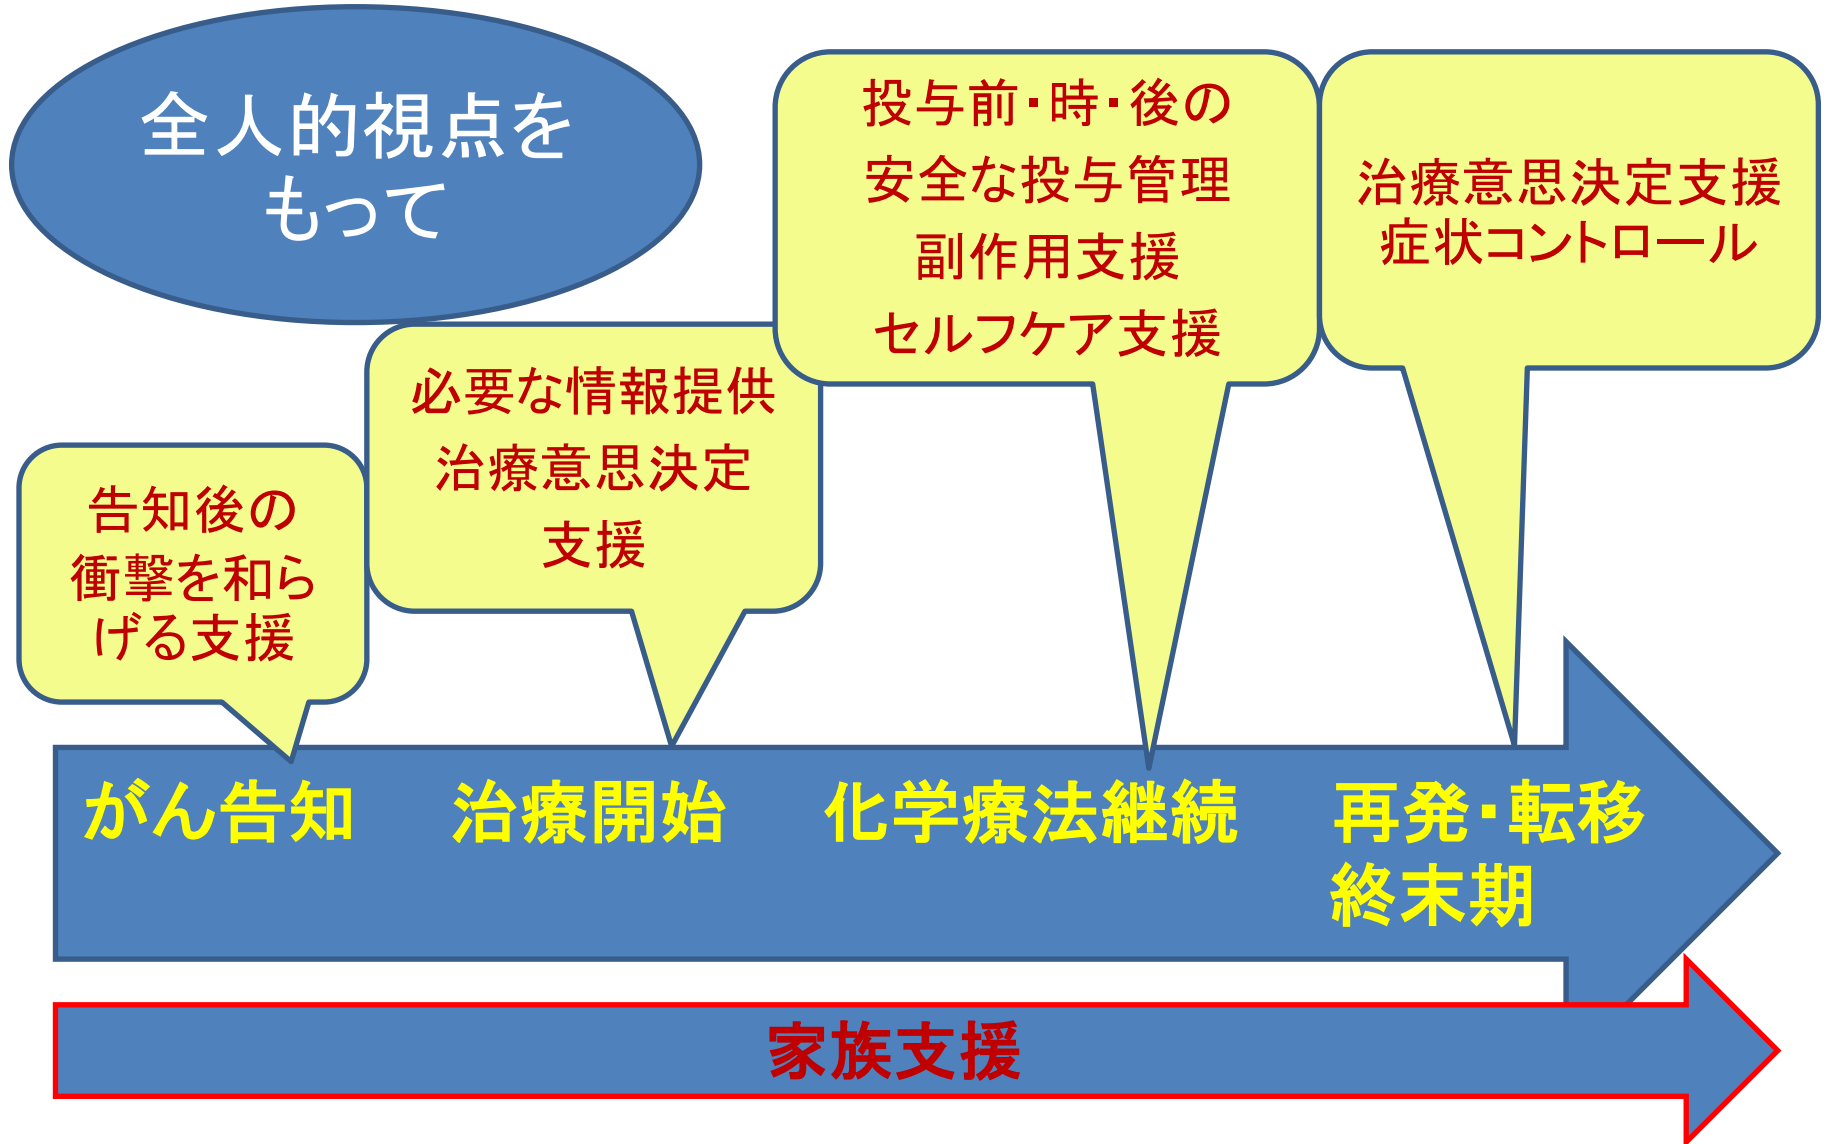 全人的視点を
もって
告知後の
衝撃を和ら
げる支援
必要な情報提供
治療意思決定
支援
投与前・時・後の
安全な投与管理
副作用支援
セルフケア支援
治療意思決定支援
症状コントロール
がん告知
治療開始
化学療法継続
再発・転移
終末期
家族支援